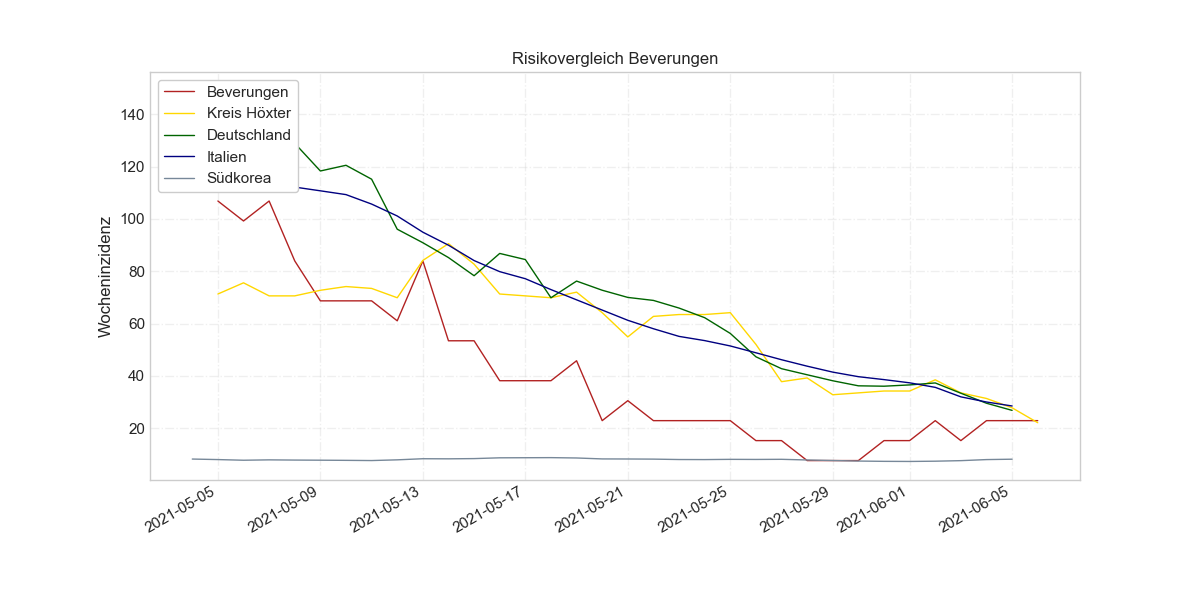 Risikovergleich Beverungen
Beverungen
Kreis Höxter
Deutschland
Italien
Südkorea
Wocheninzidenz
140
120
100
80
60
40
20
2021-05-05
2021-05-09
2021-05-13
2021-05-17
2021-05-21
2021-05-25
2021-05-29
2021-06-01
2021-06-05